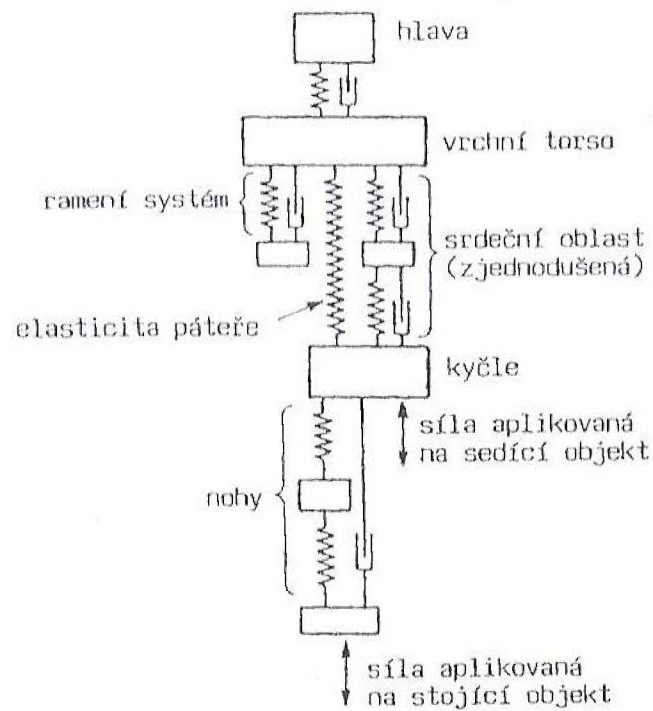 hlava
vrchní torso
ramení systém
srdeční oblast
(zjednodušená)
elasticita páteře
kyčle
síla aplikovaná
na sedící objekt
nohy
síla aplikovaná
na stojící objekt